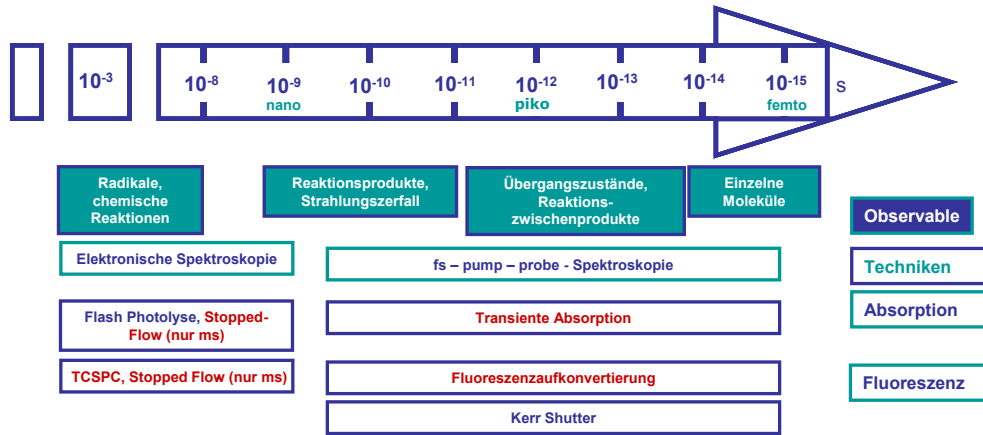 10⁻³ 10⁻⁸ 10⁻⁹ 10⁻¹⁰ 10⁻¹¹ 10⁻¹² 10⁻¹³ 10⁻¹⁴ 10⁻¹⁵ s
nano piko femto
Radikale,
chemische
Reaktionen
Reaktionsprodukte,
Strahlungszerfall
Übergangszustände,
Reaktions-
zwischenprodukte
Einzelne
Moleküle
Observable
Elektronische Spektroskopie
fs – pump – probe - Spektroskopie
Techniken
Flash Photolyse, Stopped-
Flow (nur ms)
Transiente Absorption
Absorption
TCSPC, Stopped Flow (nur ms)
Fluoreszenzaufkonvertierung
Fluoreszenz
Kerr Shutter